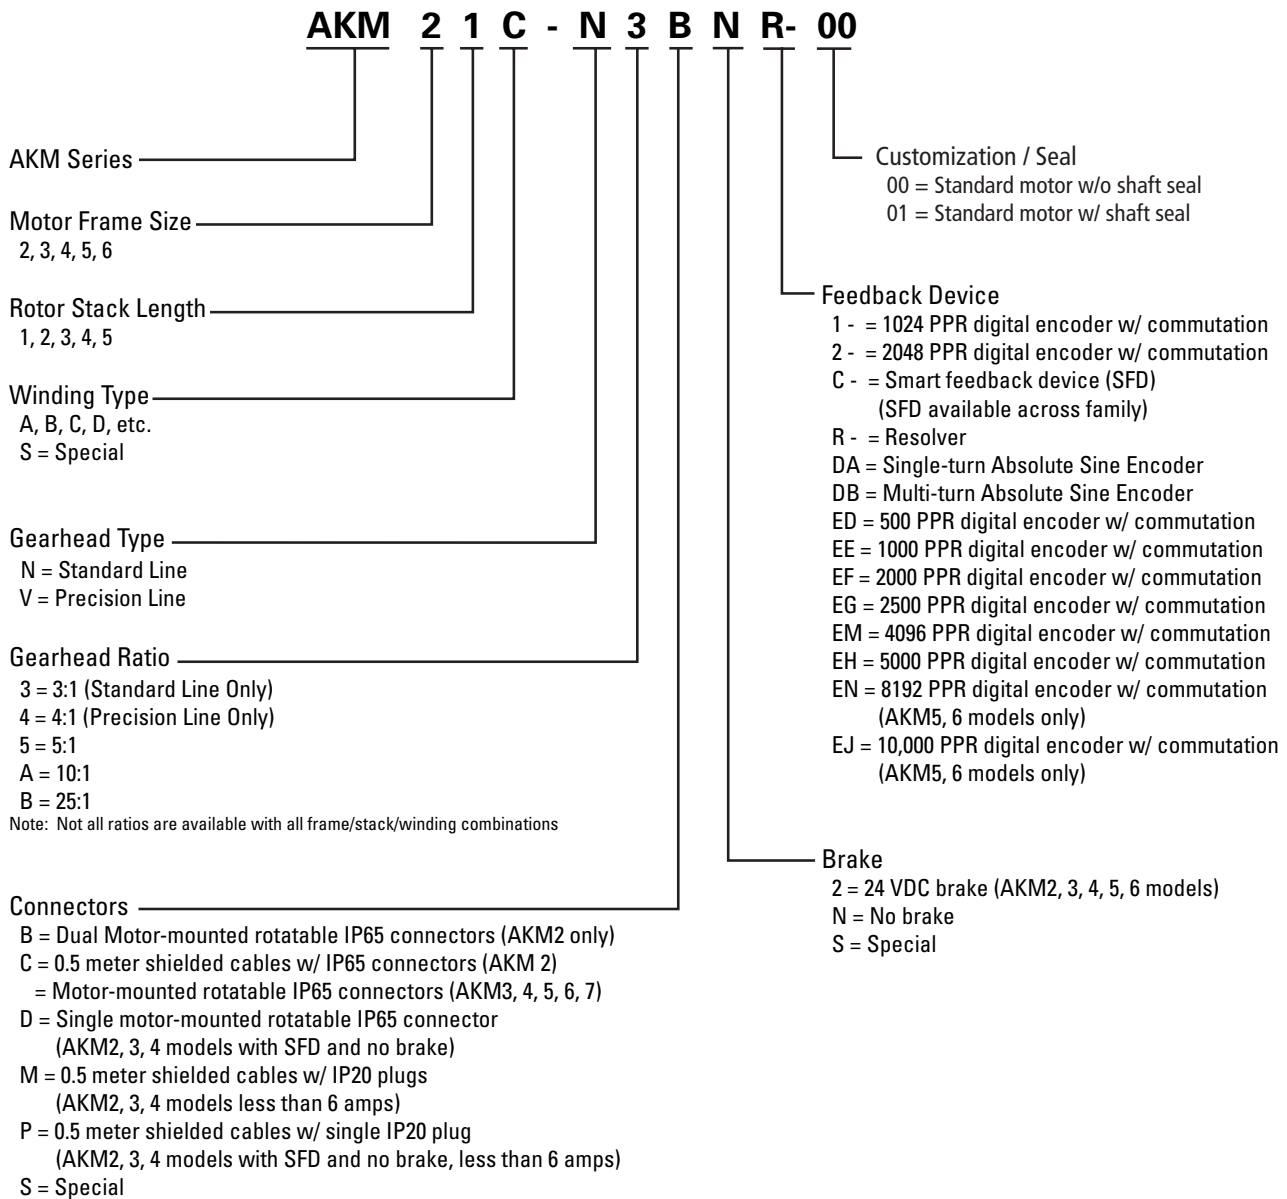 AKM 2 1 C - N 3 B N R- 00
AKM Series
Motor Frame Size
2, 3, 4, 5, 6
Rotor Stack Length
1, 2, 3, 4, 5
Winding Type
A, B, C, D, etc.
S = Special
Gearhead Type
N = Standard Line
V = Precision Line
Gearhead Ratio
3 = 3:1 (Standard Line Only)
4 = 4:1 (Precision Line Only)
5 = 5:1
A = 10:1
B = 25:1
Note: Not all ratios are available with all frame/stack/winding combinations
Connectors
B = Dual Motor-mounted rotatable IP65 connectors (AKM2 only)
C = 0.5 meter shielded cables w/ IP65 connectors (AKM 2)
= Motor-mounted rotatable IP65 connectors (AKM3, 4, 5, 6, 7)
D = Single motor-mounted rotatable IP65 connector
(AKM2, 3, 4 models with SFD and no brake)
M = 0.5 meter shielded cables w/ IP20 plugs
(AKM2, 3, 4 models less than 6 amps)
P = 0.5 meter shielded cables w/ single IP20 plug
(AKM2, 3, 4 models with SFD and no brake, less than 6 amps)
S = Special
Customization / Seal
00 = Standard motor w/o shaft seal
01 = Standard motor w/ shaft seal
Feedback Device
1 - = 1024 PPR digital encoder w/ commutation
2 - = 2048 PPR digital encoder w/ commutation
C - = Smart feedback device (SFD)
(SFD available across family)
R - = Resolver
DA = Single-turn Absolute Sine Encoder
DB = Multi-turn Absolute Sine Encoder
ED = 500 PPR digital encoder w/ commutation
EE = 1000 PPR digital encoder w/ commutation
EF = 2000 PPR digital encoder w/ commutation
EG = 2500 PPR digital encoder w/ commutation
EM = 4096 PPR digital encoder w/ commutation
EH = 5000 PPR digital encoder w/ commutation
EN = 8192 PPR digital encoder w/ commutation
(AKM5, 6 models only)
EJ = 10,000 PPR digital encoder w/ commutation
(AKM5, 6 models only)
Brake
2 = 24 VDC brake (AKM2, 3, 4, 5, 6 models)
N = No brake
S = Special